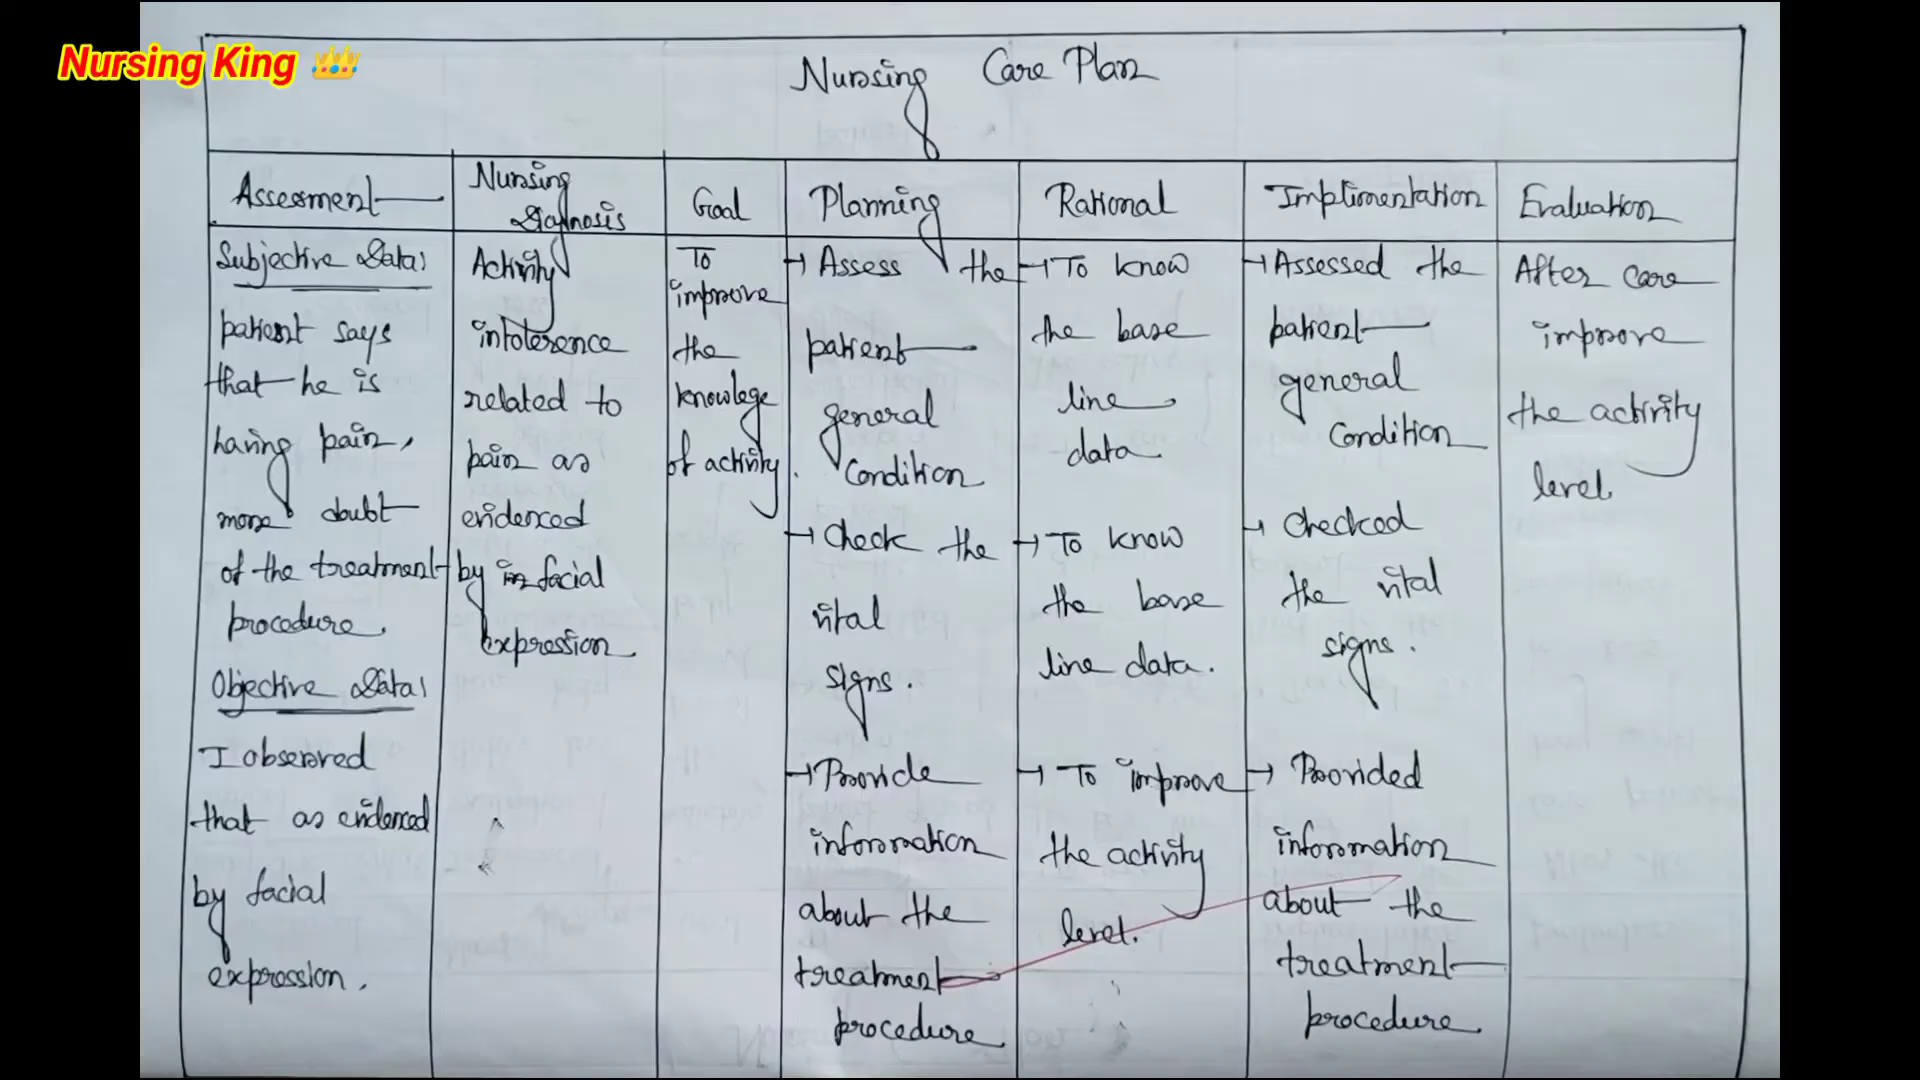 Nursing King
Nursing Care Plan
Assesment
Subjective Data:
patient says
that he is
having pain,
more doubt
of the treatment
procedure.
Objective Data:
I observed
that as evidenced
by facial
expression.
Nursing
Diagnosis
Activity
intolerence
related to
pain as
evidenced
by facial
expression
Goal
To
improve
the
knowlege
of activity.
Planning
→ Assess the
patient
general
Condition
→ Check the
vital
signs.
→ Provide
information
about the
treatment
procedure
Rational
→ To know
the base
line
data
→ To know
the base
line data.
→ To improve
the activity
level.
Implimentation
→ Assessed the
patient
general
Condition
→ Checked
the vital
signs.
→ Provided
information
about the
treatment
procedure.
Evaluation
After care
improve
the activity
level.